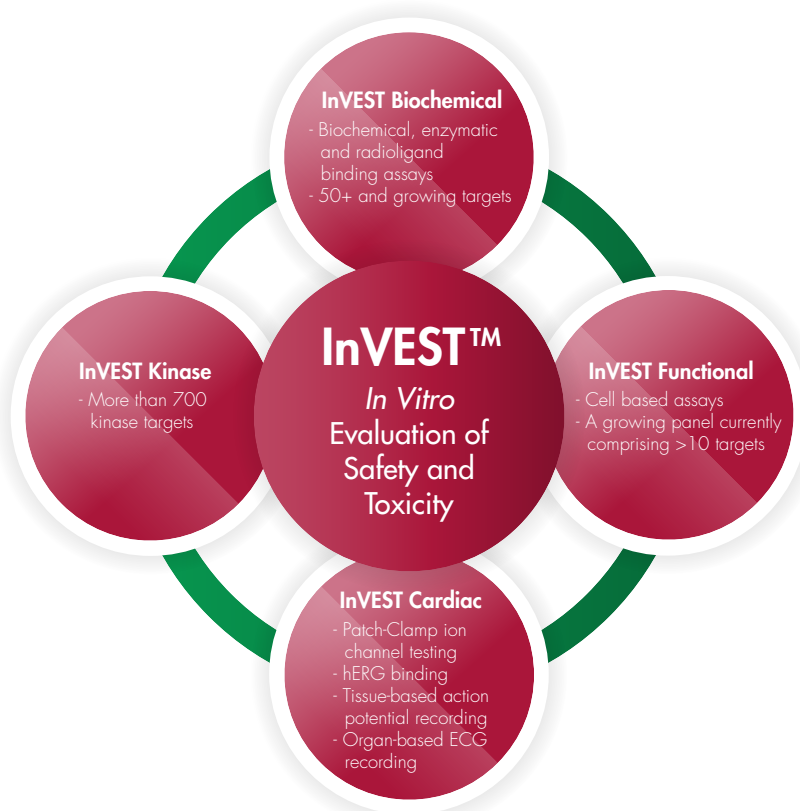 InVEST Biochemical
- Biochemical, enzymatic
and radioligand
binding assays
- 50+ and growing targets
InVEST Kinase
- More than 700
kinase targets
InVEST™
In Vitro
Evaluation of
Safety and
Toxicity
InVEST Functional
- Cell based assays
- A growing panel currently
comprising >10 targets
InVEST Cardiac
- Patch-Clamp ion
channel testing
- hERG binding
- Tissue-based action
potential recording
- Organ-based ECG
recording